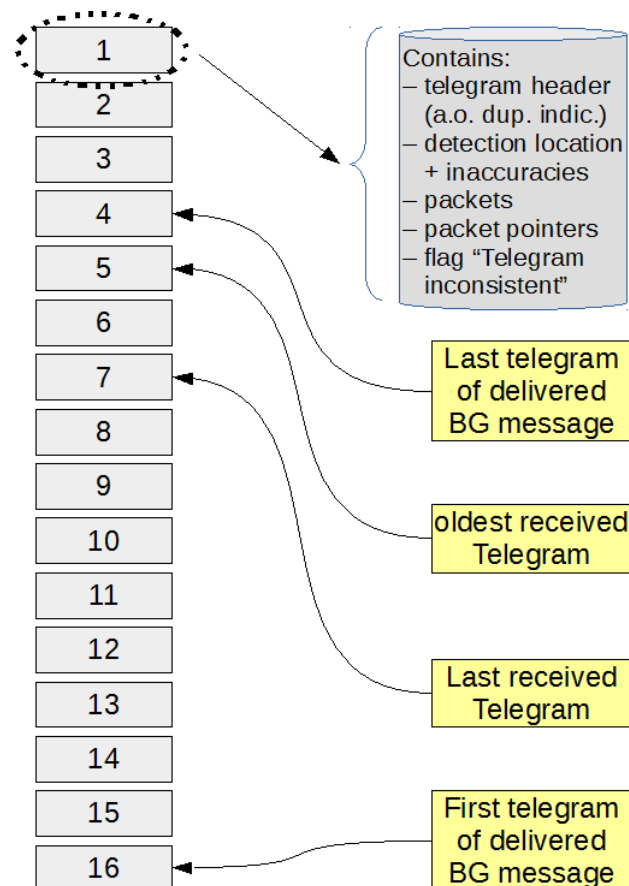 1
2
3
4
5
6
7
8
9
10
11
12
13
14
15
16
Contains:
– telegram header
(a.o. dup. indic.)
– detection location
+ inaccuracies
– packets
– packet pointers
– flag “Telegram
inconsistent”
Last telegram
of delivered
BG message
oldest received
Telegram
Last received
Telegram
First telegram
of delivered
BG message